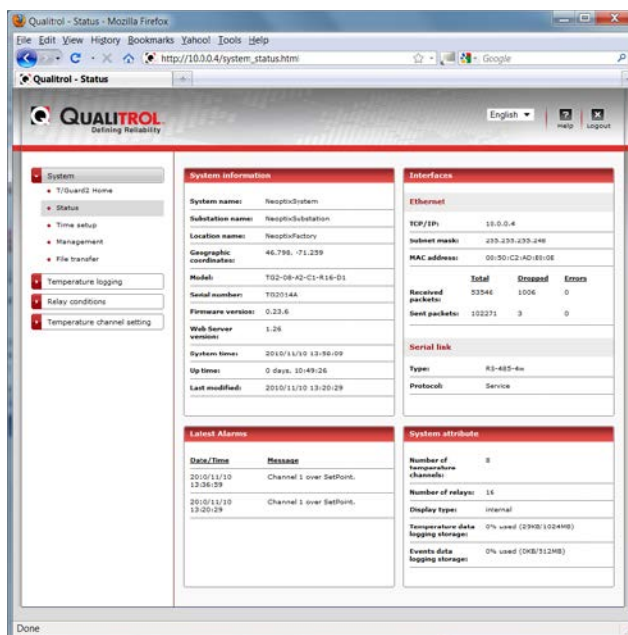 Qualitrol - Status - Mozilla Firefox
File Edit View History Bookmarks Yahoo! Tools Help
http://10.0.0.4/system_status.html
Google
Qualitrol - Status
QUALITROL
Defining Reliability
English
Help
Logout
System
T/Guard2 Home
Status
Time setup
Management
File transfer
Temperature logging
Relay conditions
Temperature channel setting
System information
System name: NeoptixSystem
Substation name: NeoptixSubstation
Location name: NeoptixFactory
Geographic coordinates: 46.798, -71.259
Model: TG2-08-A2-C1-R16-D1
Serial number: TG2014A
Firmware version: 0.23.6
Web Server version: 1.26
System time: 2010/11/10 13:58:09
Up time: 0 days, 10:49:26
Last modified: 2010/11/10 13:20:29
Interfaces
Ethernet
TCP/IP: 10.0.0.4
Subnet mask: 255.255.255.248
MAC address: 00:50:C2:AD:E0:0E
Total Dropped Errors
Received packets: 53546 1006 0
Sent packets: 102271 3 0
Serial link
Type: RS-485-4w
Protocol: Service
Latest Alarms
Date/Time Message
2010/11/10 13:36:59 Channel 1 over SetPoint.
2010/11/10 13:20:29 Channel 1 over SetPoint.
System attribute
Number of temperature channels: 8
Number of relays: 16
Display type: internal
Temperature data logging storage: 0% used (29KB/1024MB)
Events data logging storage: 0% used (0KB/512MB)
Done